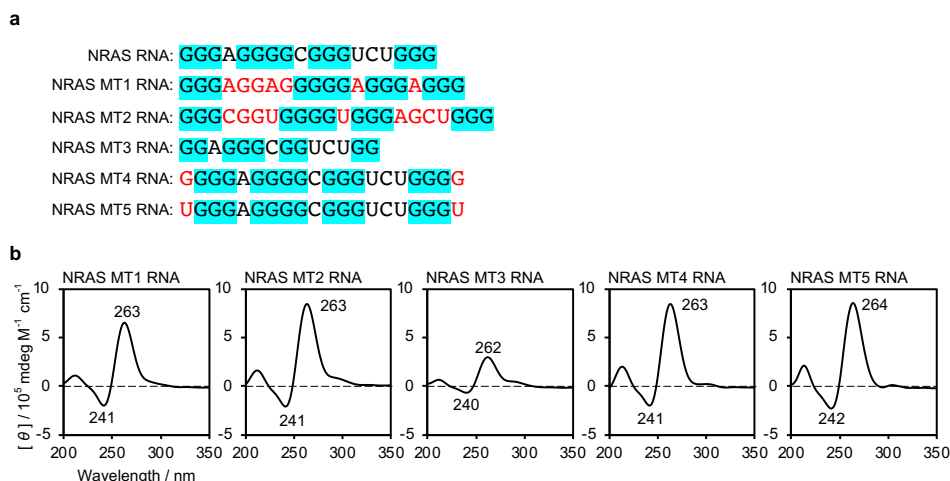 a
NRAS RNA: GGGAGGGGCGGGUCUGGG
NRAS MT1 RNA: GGGAGGAGGGGGAGGGAGGG
NRAS MT2 RNA: GGGCGGUGGGGUGGGAGCUGGG
NRAS MT3 RNA: GGAGGGCGGUCUGG
NRAS MT4 RNA: GGGGAGGGGCGGGUCUGGGG
NRAS MT5 RNA: UGGGAGGGGCGGGUCUGGGU
b
NRAS MT1 RNA NRAS MT2 RNA NRAS MT3 RNA NRAS MT4 RNA NRAS MT5 RNA
10 10 10 10 10
263 263 262 263 264
5 5 5 5 5
0 0 0 0 0
241 241 240 241 242
-5 -5 -5 -5 -5
200 250 300 350 200 250 300 350 200 250 300 350 200 250 300 350 200 250 300 350
[θ] / 10⁵ mdeg M⁻¹ cm⁻¹
Wavelength / nm